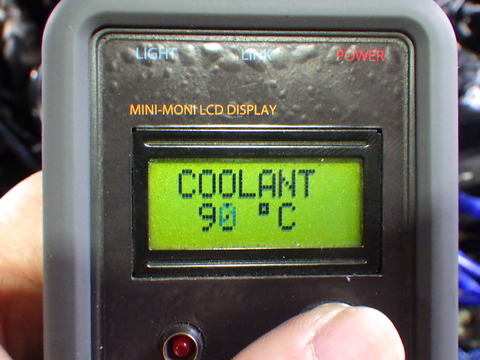 LIGHT LINK POWER
MINI-MONI LCD DISPLAY
COOLANT
90 °C